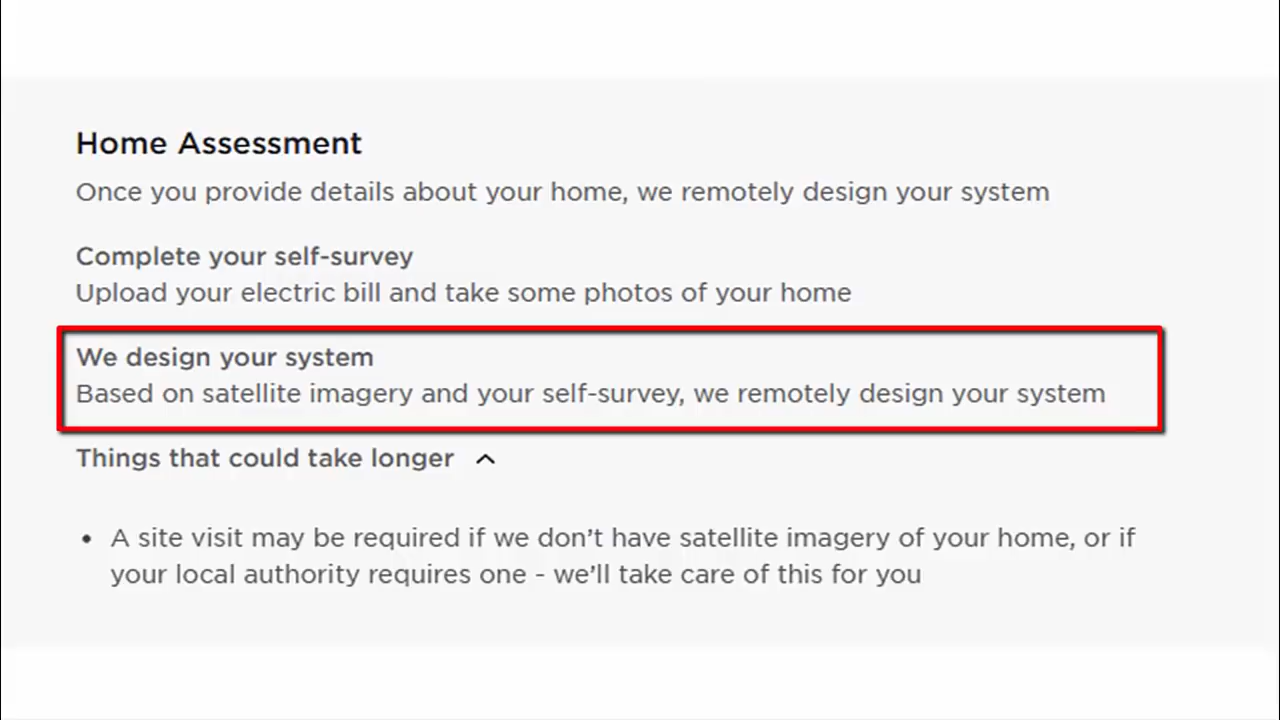 Home Assessment
Once you provide details about your home, we remotely design your system
Complete your self-survey
Upload your electric bill and take some photos of your home
We design your system
Based on satellite imagery and your self-survey, we remotely design your system
Things that could take longer
• A site visit may be required if we don’t have satellite imagery of your home, or if
your local authority requires one - we’ll take care of this for you